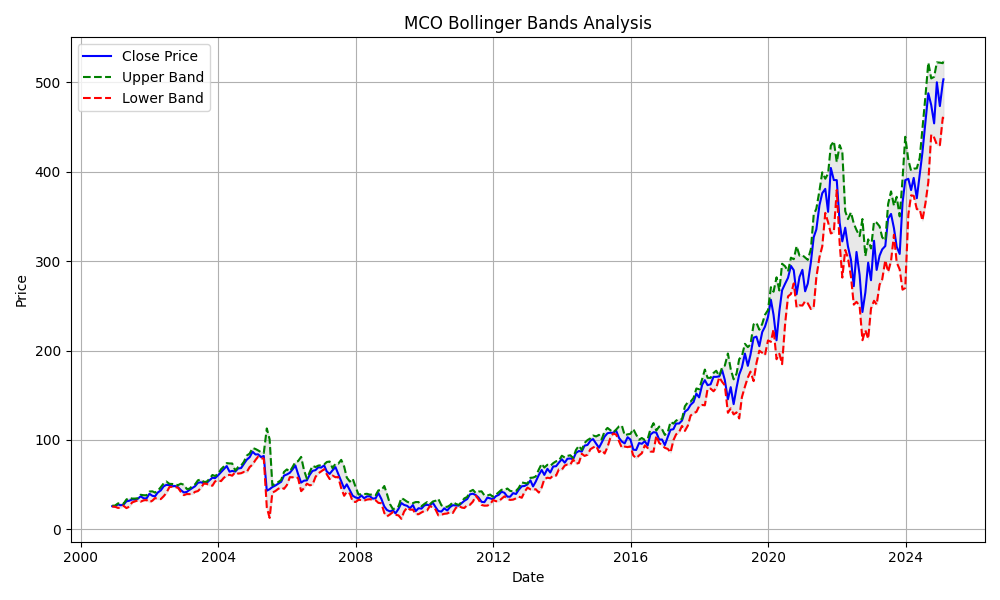 MCO Bollinger Bands Analysis
Close Price
Upper Band
Lower Band
Price
500
400
300
200
100
0
2000
2004
2008
2012
2016
2020
2024
Date